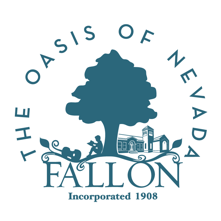 THE OASIS OF NEVADA
FALLON
Incorporated 1908